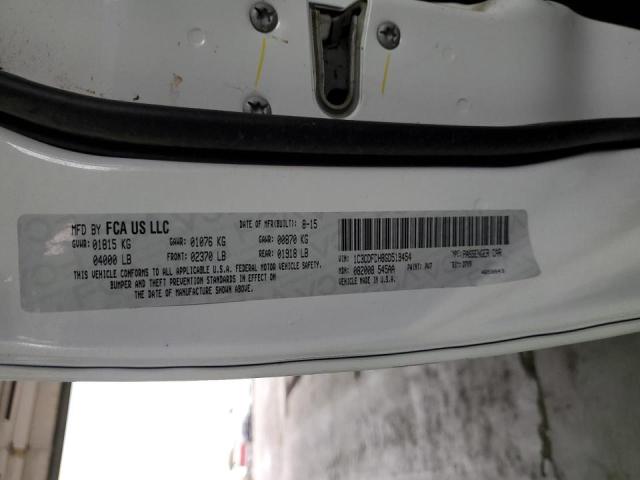 MFD BY FCA US LLC
DATE OF MFR(BUILT): 8-15
GVWR: 01815 KG
GAWR: 01076 KG
GAWR: 00870 KG
04000 LB
FRONT: 02370 LB
REAR: 01918 LB
THIS VEHICLE CONFORMS TO ALL APPLICABLE U.S.A. FEDERAL MOTOR VEHICLE SAFETY,
BUMPER AND THEFT PREVENTION STANDARDS IN EFFECT ON THE DATE OF MANUFACTURE SHOWN ABOVE.
VIN: 1C3CDFCH8GD519454
TYPE: PASSENGER CAR
MDH: 082008 545AA
PAINT: PW7
VEHICLE MADE IN U.S.A.